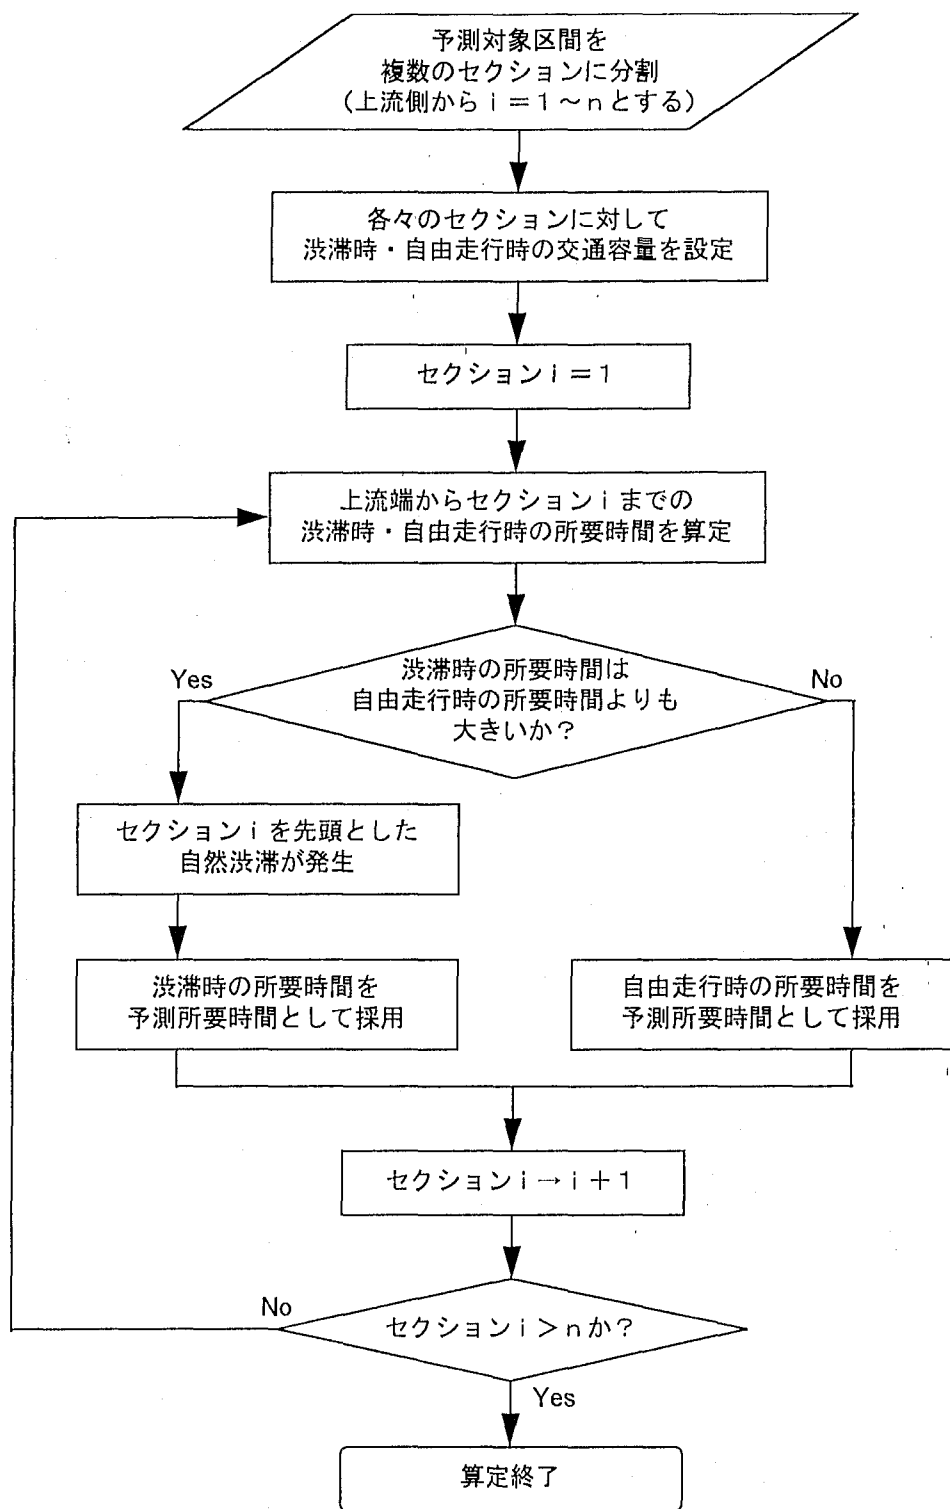 予測対象区間を
複数のセクションに分割
（上流側からｉ＝１～ｎとする）
各々のセクションに対して
渋滞時・自由走行時の交通容量を設定
セクションｉ＝１
上流端からセクションｉまでの
渋滞時・自由走行時の所要時間を算定
渋滞時の所要時間は
自由走行時の所要時間よりも
大きいか？
Yes
No
セクションｉを先頭とした
自然渋滞が発生
渋滞時の所要時間を
予測所要時間として採用
自由走行時の所要時間を
予測所要時間として採用
セクションｉ→ｉ＋１
セクションｉ＞ｎか？
No
Yes
算定終了